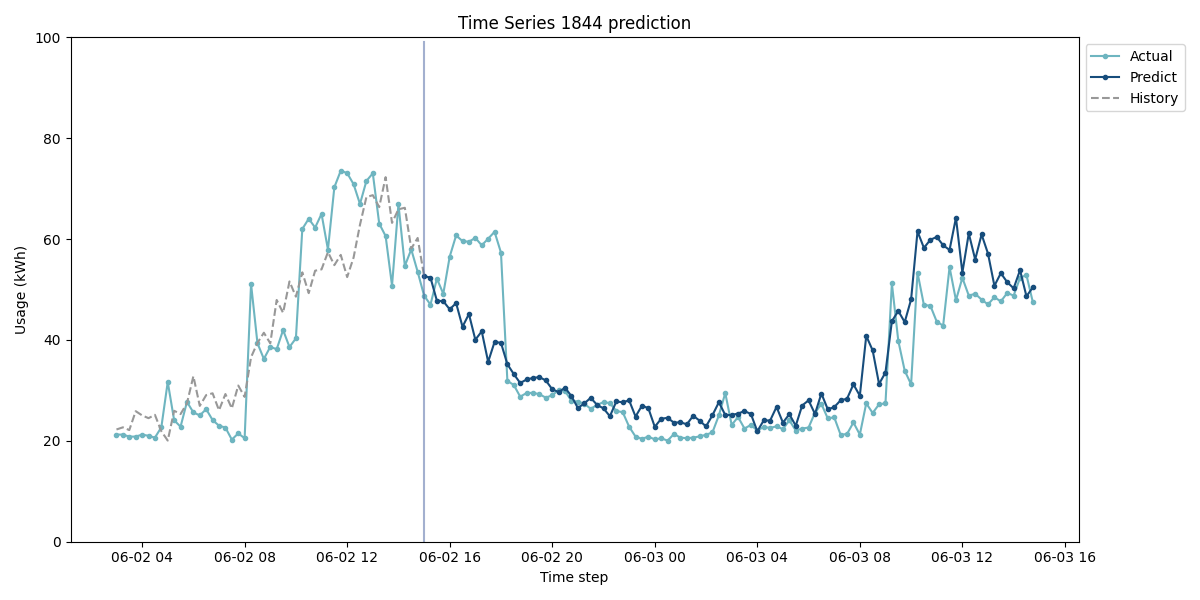 Time Series 1844 prediction
100
80
60
40
20
0
Usage (kWh)
06-02 04
06-02 08
06-02 12
06-02 16
06-02 20
06-03 00
06-03 04
06-03 08
06-03 12
06-03 16
Time step
Actual
Predict
History